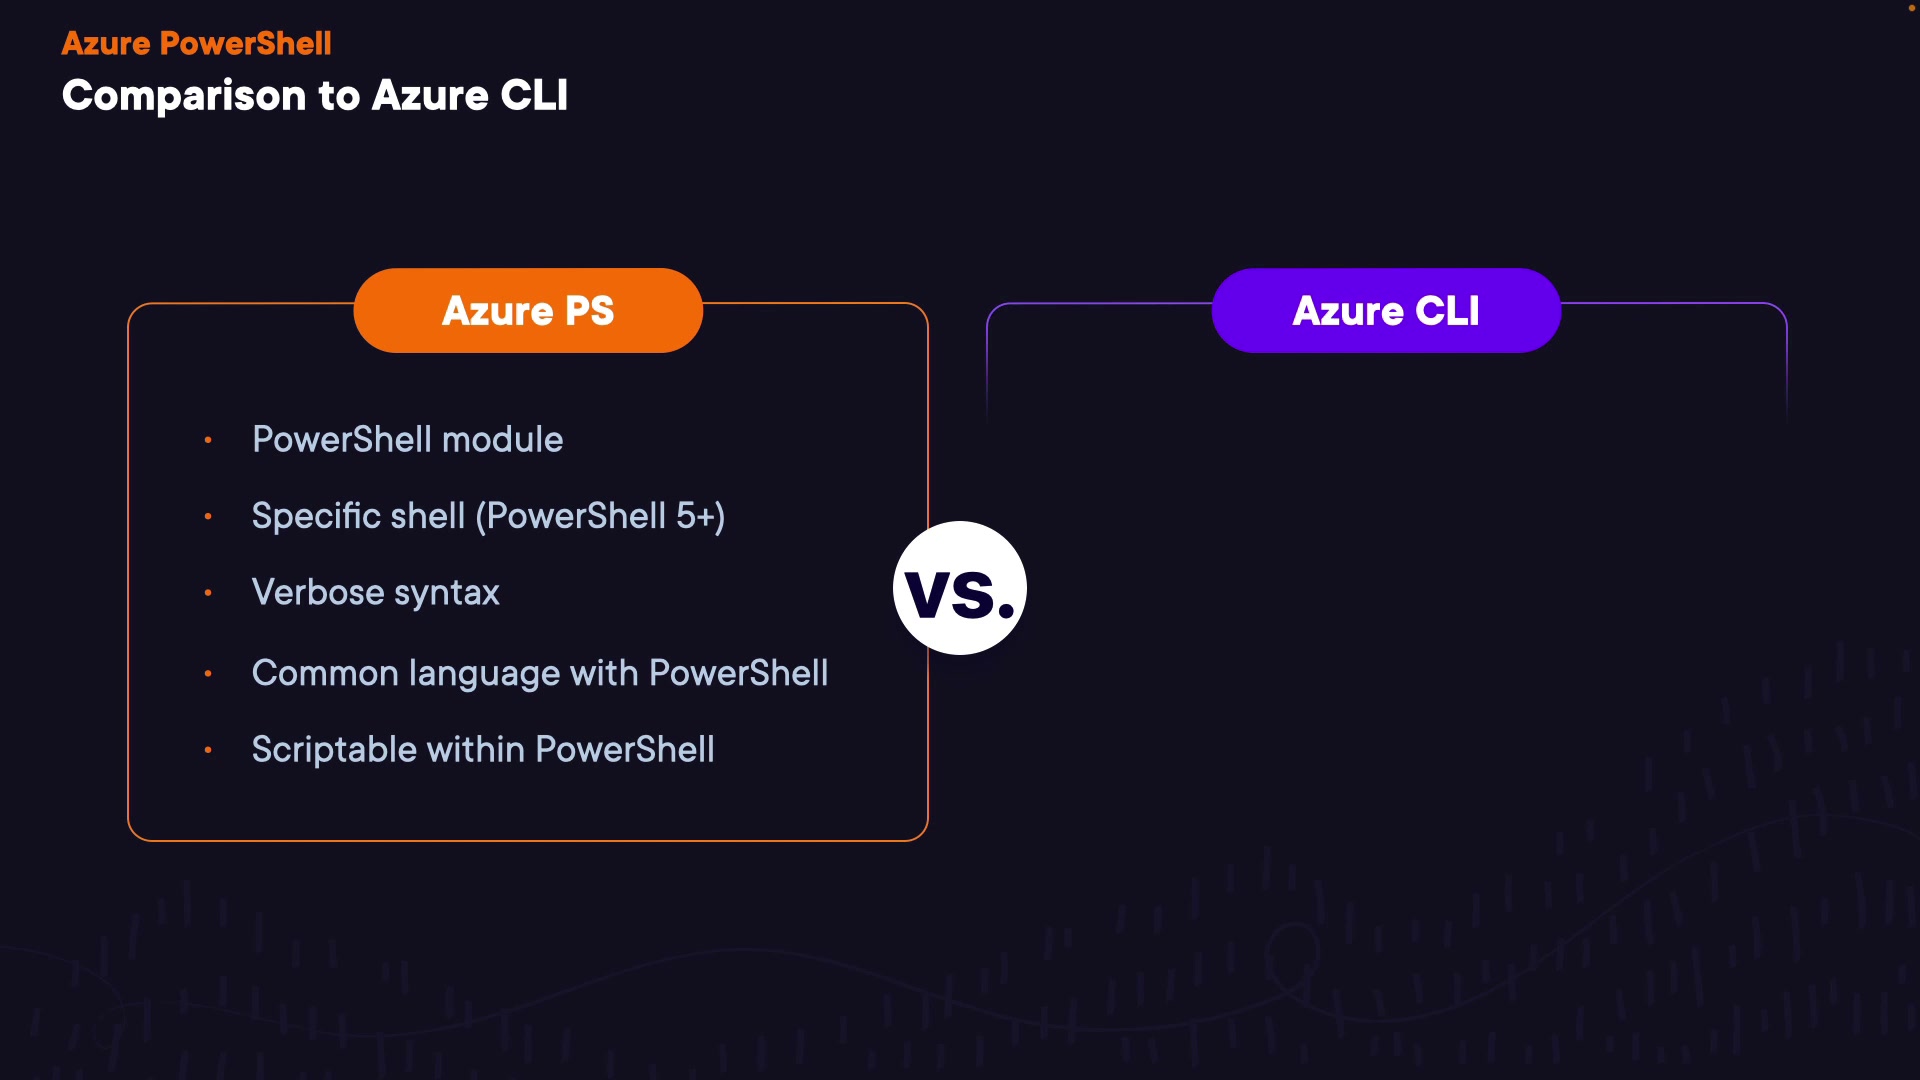 Azure PowerShell
Comparison to Azure CLI
Azure PS
• PowerShell module
• Specific shell (PowerShell 5+)
• Verbose syntax
• Common language with PowerShell
• Scriptable within PowerShell
vs.
Azure CLI